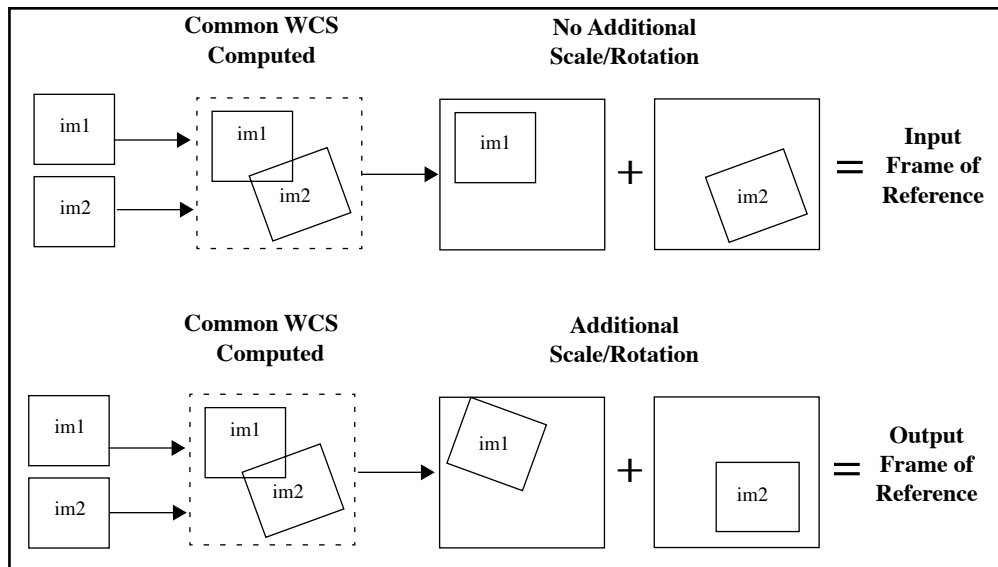 Common WCS
Computed
No Additional
Scale/Rotation
im1
im2
im1
im2
im1
+
im2
=
Input
Frame of
Reference
Common WCS
Computed
Additional
Scale/Rotation
im1
im2
im1
im2
im1
+
im2
=
Output
Frame of
Reference